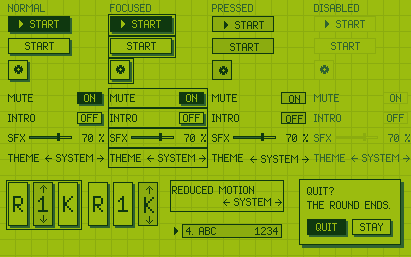 NORMAL FOCUSED PRESSED DISABLED
START START START START
START START START START
MUTE ON MUTE ON MUTE ON MUTE ON
INTRO OFF INTRO OFF INTRO OFF INTRO OFF
SFX 70 % SFX 70 % SFX 70 % SFX 70 %
THEME ← SYSTEM → THEME ← SYSTEM → THEME ← SYSTEM → THEME ← SYSTEM →
R 1 K R 1 K
REDUCED MOTION
← SYSTEM →
4. ABC 1234
QUIT?
THE ROUND ENDS.
QUIT STAY